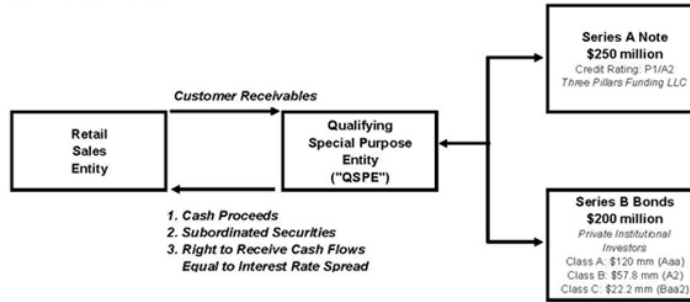 Customer Receivables
Retail
Sales
Entity
Qualifying
Special Purpose
Entity
("QSPE")
1. Cash Proceeds
2. Subordinated Securities
3. Right to Receive Cash Flows
Equal to Interest Rate Spread
Series A Note
$250 million
Credit Rating: P1/A2
Three Pillars Funding LLC
Series B Bonds
$200 million
Private Institutional
Investors
Class A: $120 mm (Aaa)
Class B: $57.8 mm (A2)
Class C: $22.2 mm (Baa2)